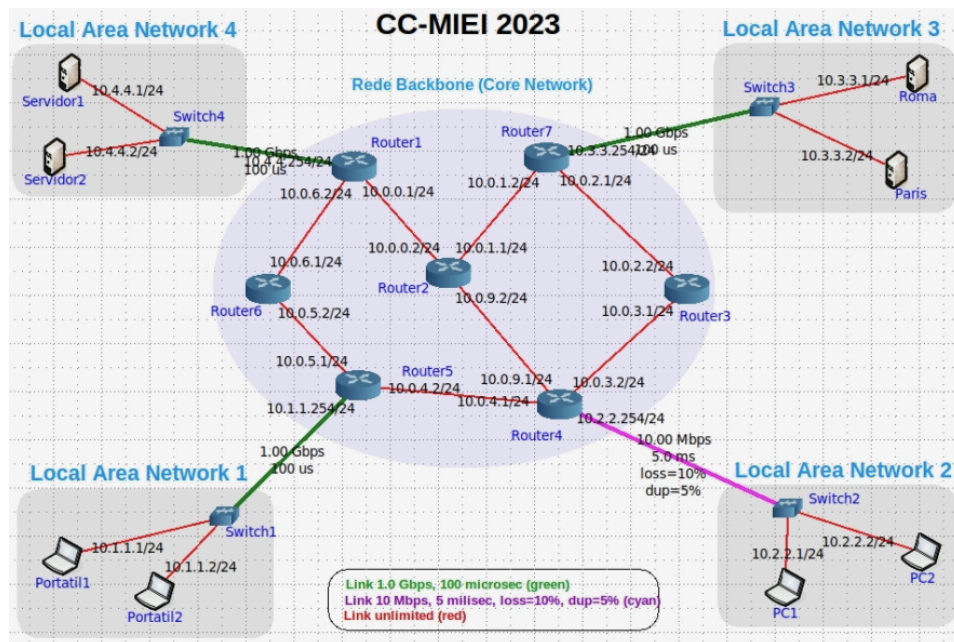 CC-MIEI 2023
Local Area Network 4
Local Area Network 3
Rede Backbone (Core Network)
10.4.4.1/24
Servidor1
Switch4
10.4.4.2/24
Servidor2
1.00 Gbps
10.4.4.254/24
100 us
Router1
10.0.6.2/24
10.0.0.1/24
Router7
1.00 Gbps
10.3.3.254/24
100 us
10.0.1.2/24
10.0.2.1/24
Switch3
10.3.3.1/24
Roma
10.3.3.2/24
Paris
10.0.6.1/24
Router6
10.0.5.2/24
10.0.0.2/24
10.0.1.1/24
Router2
10.0.9.2/24
10.0.2.2/24
10.0.3.1/24
Router3
10.0.5.1/24
Router5
10.0.4.2/24
10.1.1.254/24
10.0.9.1/24
10.0.3.2/24
10.0.4.1/24
10.2.2.254/24
Router4
1.00 Gbps
100 us
10.00 Mbps
5.0 ms
loss=10%
dup=5%
Local Area Network 1
Switch1
10.1.1.1/24
Portatil1
10.1.1.2/24
Portatil2
Local Area Network 2
Switch2
10.2.2.1/24
10.2.2.2/24
PC2
PC1
Link 1.0 Gbps, 100 microsec (green)
Link 10 Mbps, 5 milisec, loss=10%, dup=5% (cyan)
Link unlimited (red)